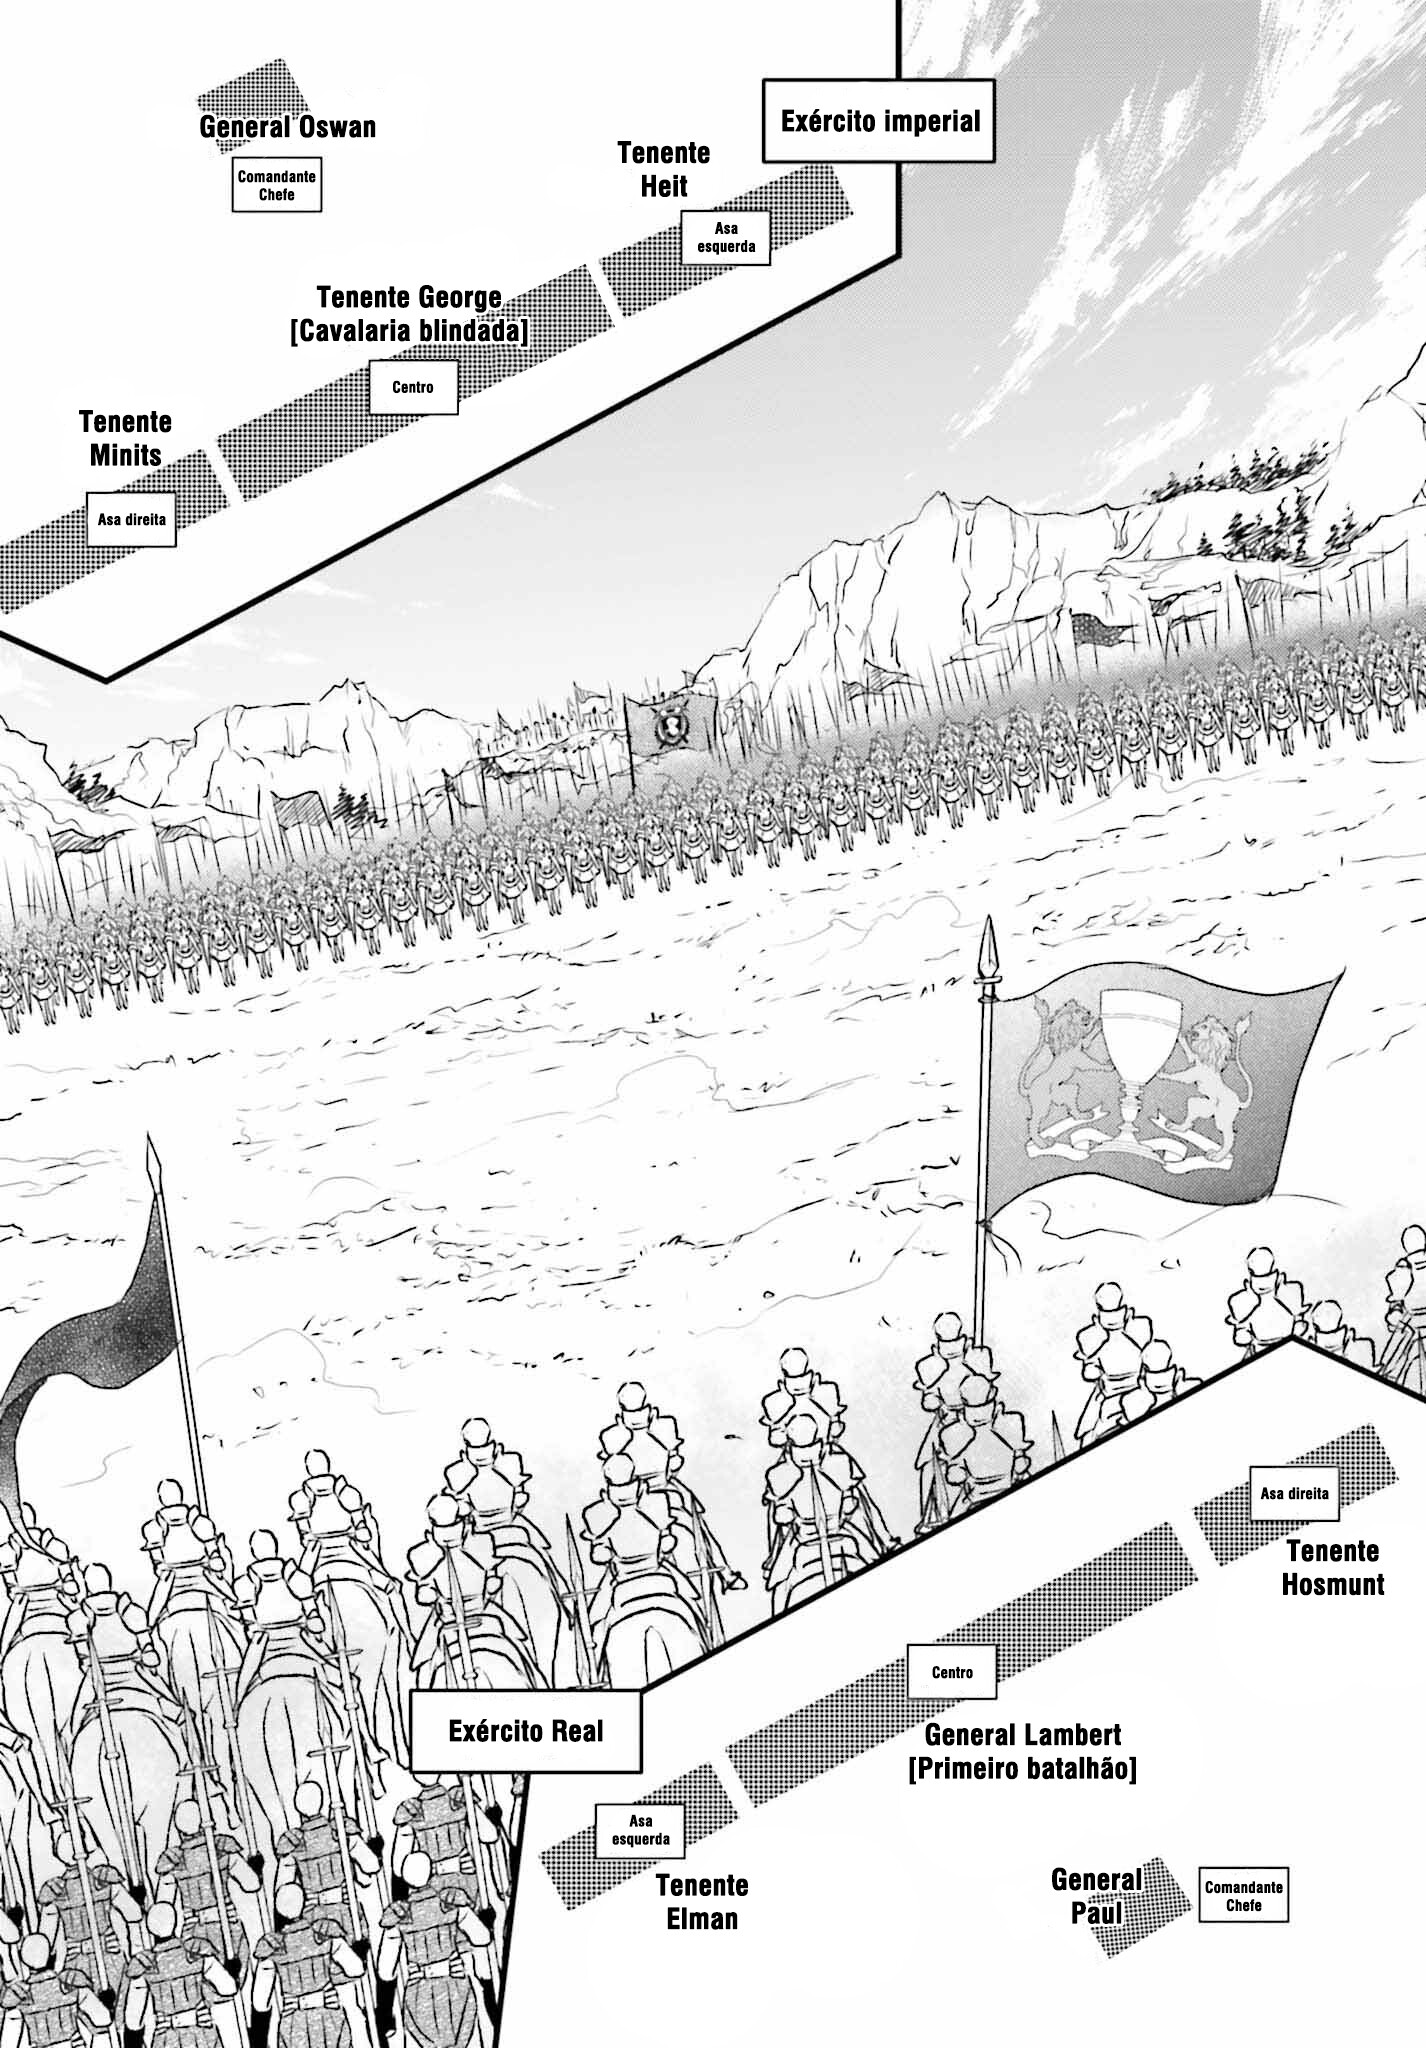 Exército imperial
General Oswan
Comandante
Chefe
Tenente
Heit
Asa
esquerda
Tenente George
[Cavalaria blindada]
Centro
Tenente
Minits
Asa direita
Asa direita
Tenente
Hosmunt
Centro
General Lambert
[Primeiro batalhão]
Exército Real
Asa
esquerda
Tenente
Elman
General
Paul
Comandante
Chefe